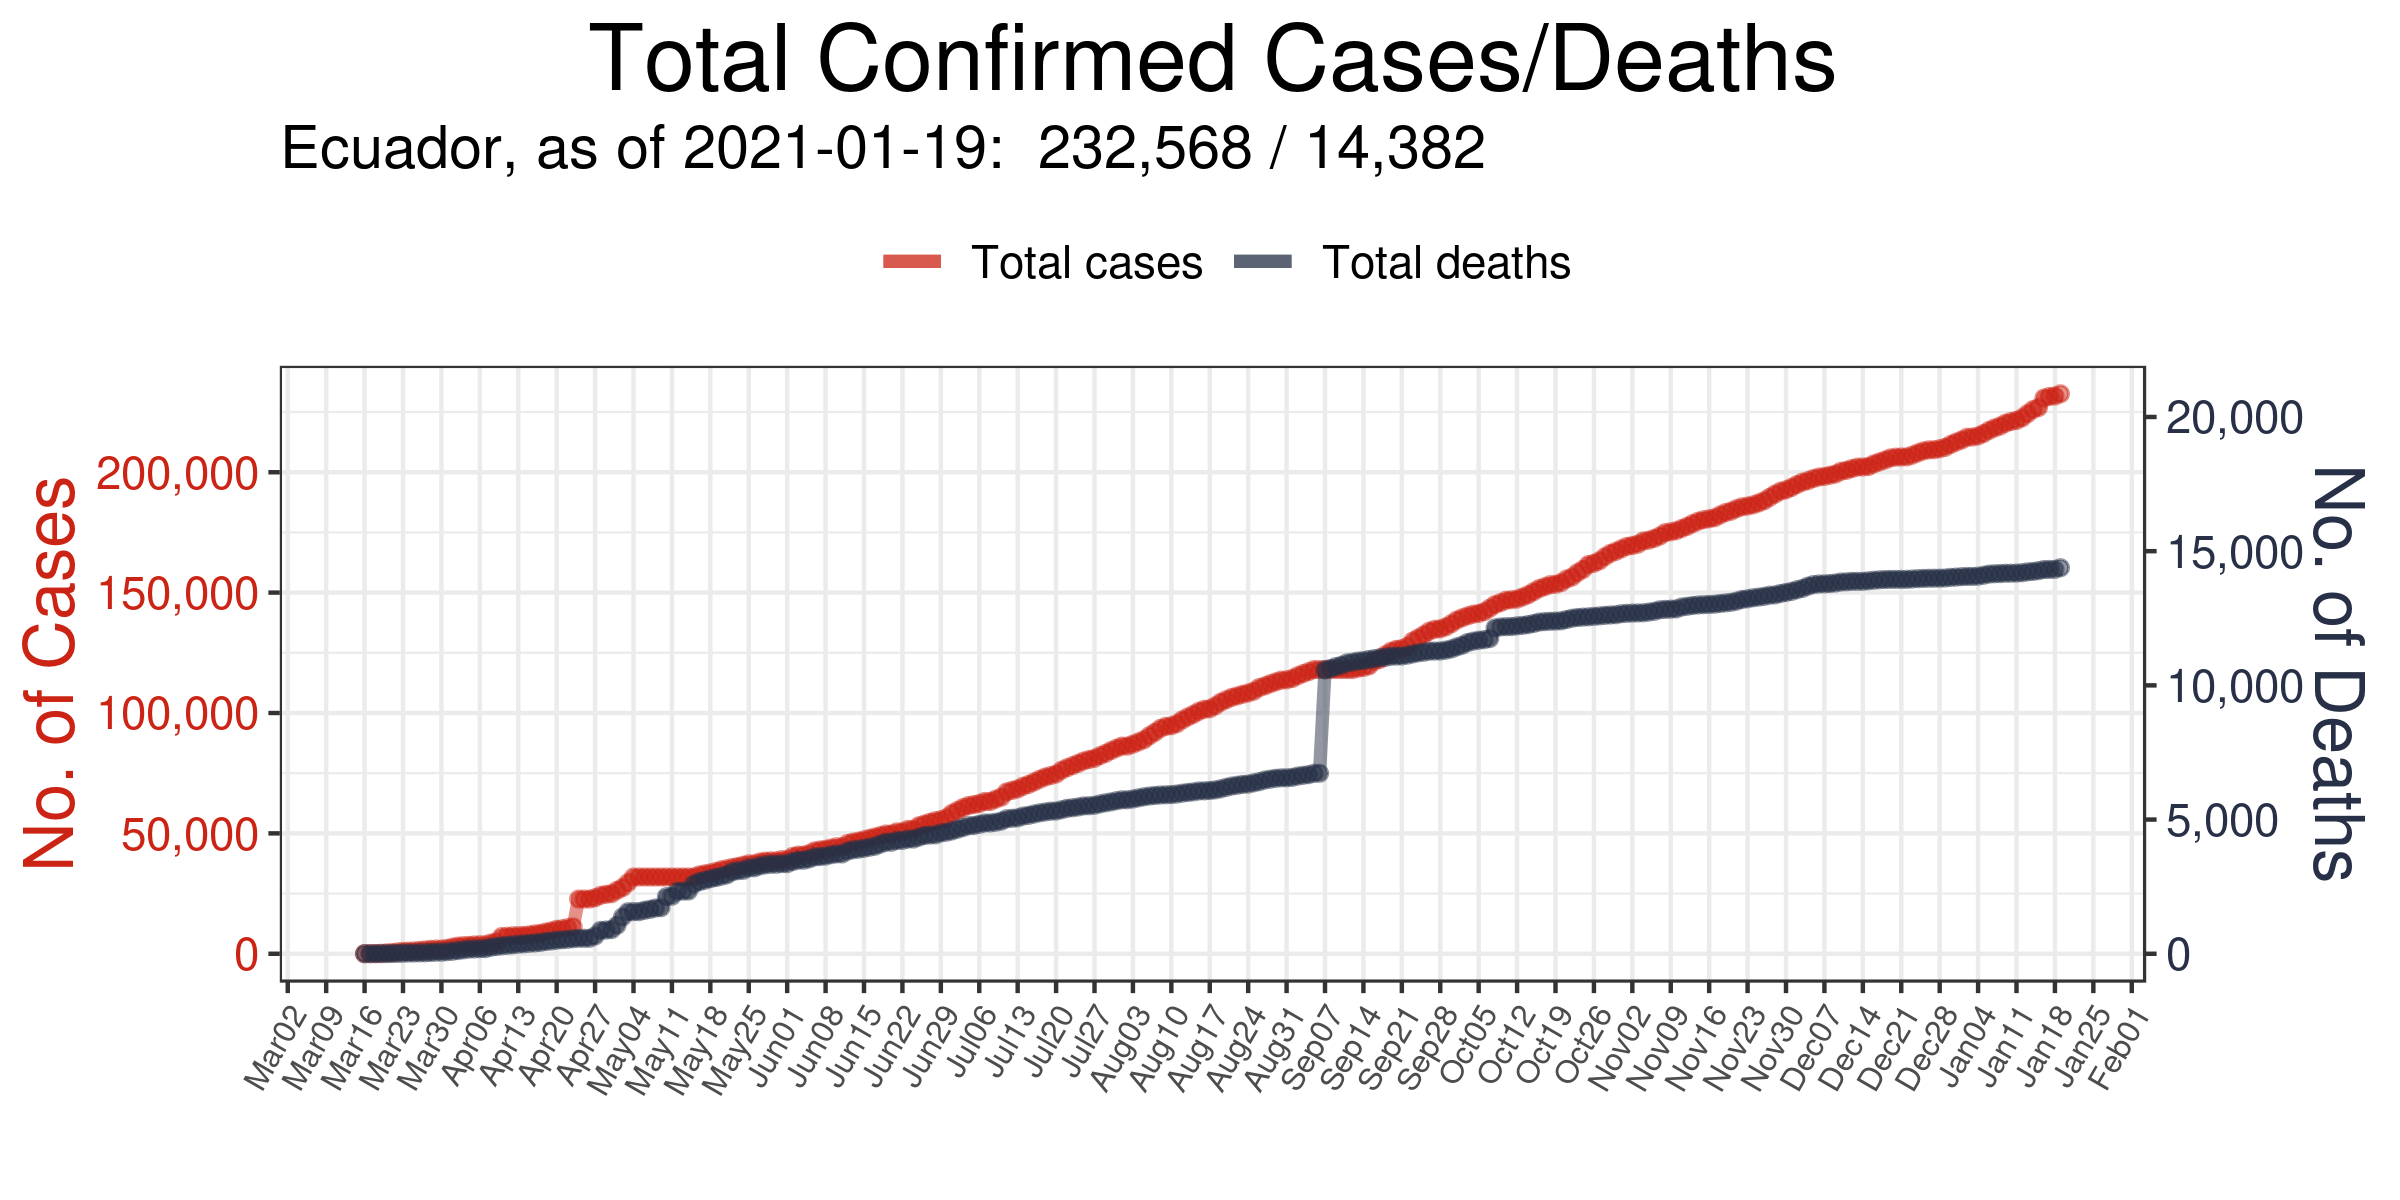 Total Confirmed Cases/Deaths
Ecuador, as of 2021-01-19:  232,568 / 14,382
Total cases
Total deaths
No. of Cases
200,000
150,000
100,000
50,000
0
20,000
15,000
10,000
5,000
0
No. of Deaths
Mar02
Mar09
Mar16
Mar23
Mar30
Apr06
Apr13
Apr20
Apr27
May04
May11
May18
May25
Jun01
Jun08
Jun15
Jun22
Jun29
Jul06
Jul13
Jul20
Jul27
Aug03
Aug10
Aug17
Aug24
Aug31
Sep07
Sep14
Sep21
Sep28
Oct05
Oct12
Oct19
Oct26
Nov02
Nov09
Nov16
Nov23
Nov30
Dec07
Dec14
Dec21
Dec28
Jan04
Jan11
Jan18
Jan25
Feb01